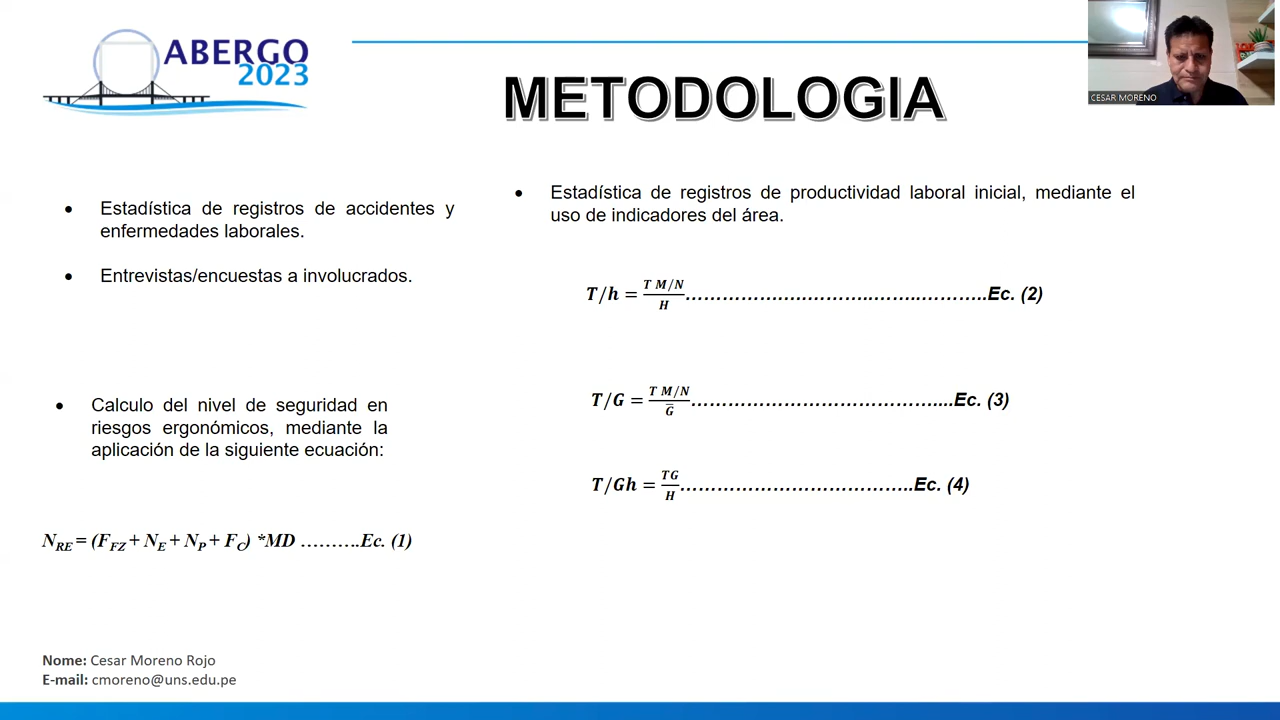 ABERGO
2023
METODOLOGIA
CESAR MORENO
• Estadística de registros de accidentes y
enfermedades laborales.
• Entrevistas/encuestas a involucrados.
• Calculo del nivel de seguridad en
riesgos ergonómicos, mediante la
aplicación de la siguiente ecuación:
N_RE = (F_FZ + N_E + N_P + F_C) *MD ……….Ec. (1)
• Estadística de registros de productividad laboral inicial, mediante el
uso de indicadores del área.
T/h = (T M/N)/H ……………….…………..……..………..Ec. (2)
T/G = (T M/N)/G̅ …………………………………....Ec. (3)
T/Gh = TG/H ………………………………..Ec. (4)
Nome: Cesar Moreno Rojo
E-mail: cmoreno@uns.edu.pe